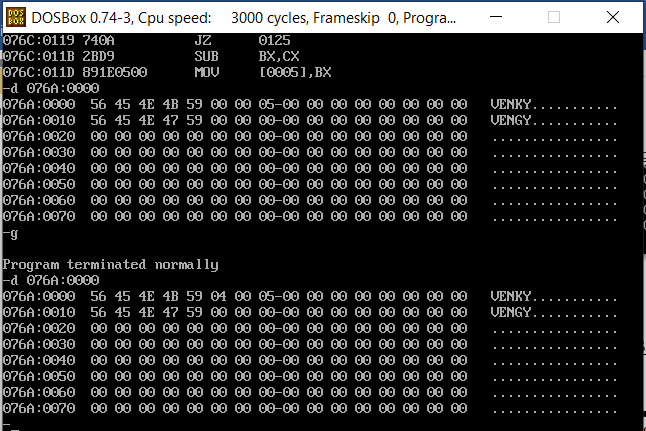 DOSBox 0.74-3, Cpu speed: 3000 cycles, Frameskip 0, Progra...
076C:0119 740A JZ 0125
076C:011B 2BD9 SUB BX,CX
076C:011D 891E0500 MOV [0005],BX
-d 076A:0000
076A:0000 56 45 4E 4B 59 00 00 05-00 00 00 00 00 00 00 00 VENKY...........
076A:0010 56 45 4E 47 59 00 00 00-00 00 00 00 00 00 00 00 VENGY...........
076A:0020 00 00 00 00 00 00 00 00-00 00 00 00 00 00 00 00 ................
076A:0030 00 00 00 00 00 00 00 00-00 00 00 00 00 00 00 00 ................
076A:0040 00 00 00 00 00 00 00 00-00 00 00 00 00 00 00 00 ................
076A:0050 00 00 00 00 00 00 00 00-00 00 00 00 00 00 00 00 ................
076A:0060 00 00 00 00 00 00 00 00-00 00 00 00 00 00 00 00 ................
076A:0070 00 00 00 00 00 00 00 00-00 00 00 00 00 00 00 00 ................
-g
Program terminated normally
-d 076A:0000
076A:0000 56 45 4E 4B 59 04 00 05-00 00 00 00 00 00 00 00 VENKY...........
076A:0010 56 45 4E 47 59 00 00 00-00 00 00 00 00 00 00 00 VENGY...........
076A:0020 00 00 00 00 00 00 00 00-00 00 00 00 00 00 00 00 ................
076A:0030 00 00 00 00 00 00 00 00-00 00 00 00 00 00 00 00 ................
076A:0040 00 00 00 00 00 00 00 00-00 00 00 00 00 00 00 00 ................
076A:0050 00 00 00 00 00 00 00 00-00 00 00 00 00 00 00 00 ................
076A:0060 00 00 00 00 00 00 00 00-00 00 00 00 00 00 00 00 ................
076A:0070 00 00 00 00 00 00 00 00-00 00 00 00 00 00 00 00 ................
-